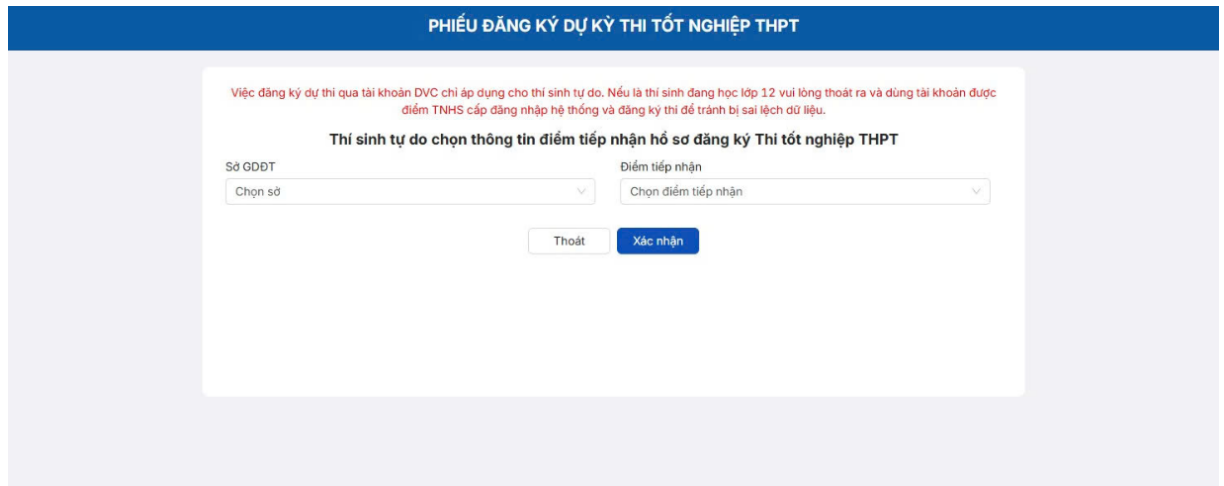 PHIẾU ĐĂNG KÝ DỰ KỲ THI TỐT NGHIỆP THPT
Việc đăng ký dự thi qua tài khoản DVC chỉ áp dụng cho thí sinh tự do. Nếu là thí sinh đang học lớp 12 vui lòng thoát ra và dùng tài khoản được
điểm TNHS cấp đăng nhập hệ thống và đăng ký thi để tránh bị sai lệch dữ liệu.
Thí sinh tự do chọn thông tin điểm tiếp nhận hồ sơ đăng ký Thi tốt nghiệp THPT
Sở GDĐT
Điểm tiếp nhận
Chọn sở
Chọn điểm tiếp nhận
Thoát
Xác nhận